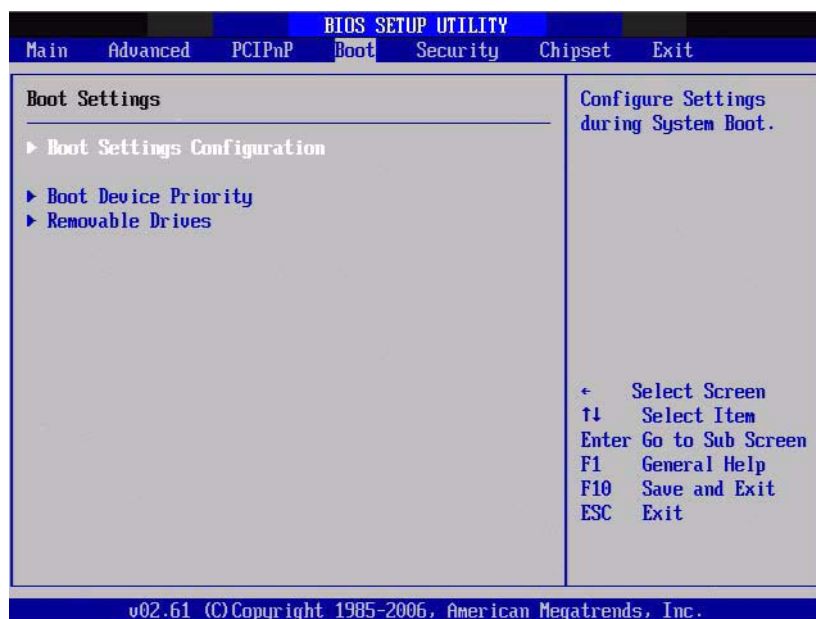 BIOS SETUP UTILITY
Main Advanced PCIPnP Boot Security Chipset Exit
Boot Settings
▶ Boot Settings Configuration
▶ Boot Device Priority
▶ Removable Drives
Configure Settings
during System Boot.
← Select Screen
↑↓ Select Item
Enter Go to Sub Screen
F1 General Help
F10 Save and Exit
ESC Exit
v02.61 (C)Copyright 1985-2006, American Megatrends, Inc.